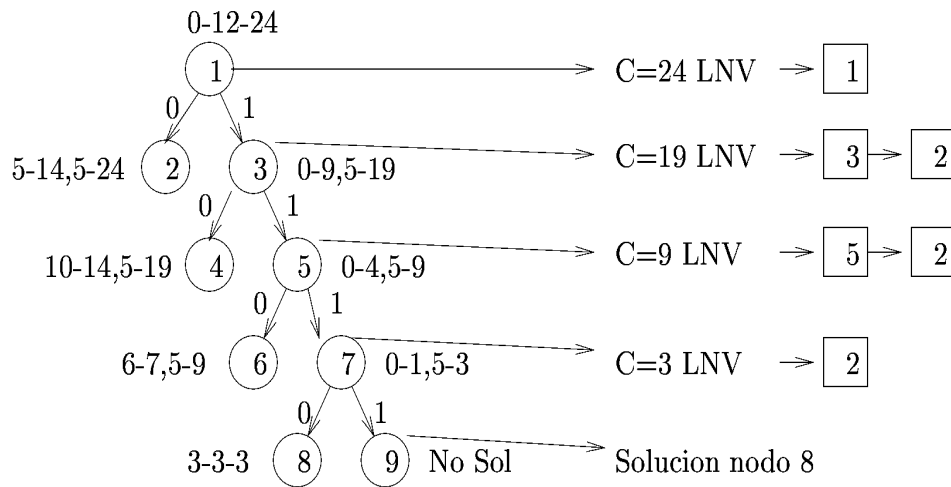 0-12-24
1 C=24 LNV 1
0 1
5-14,5-24 2 3 0-9,5-19 C=19 LNV 3 2
0 1
10-14,5-19 4 5 0-4,5-9 C=9 LNV 5 2
0 1
6-7,5-9 6 7 0-1,5-3 C=3 LNV 2
0 1
3-3-3 8 9 No Sol Solucion nodo 8